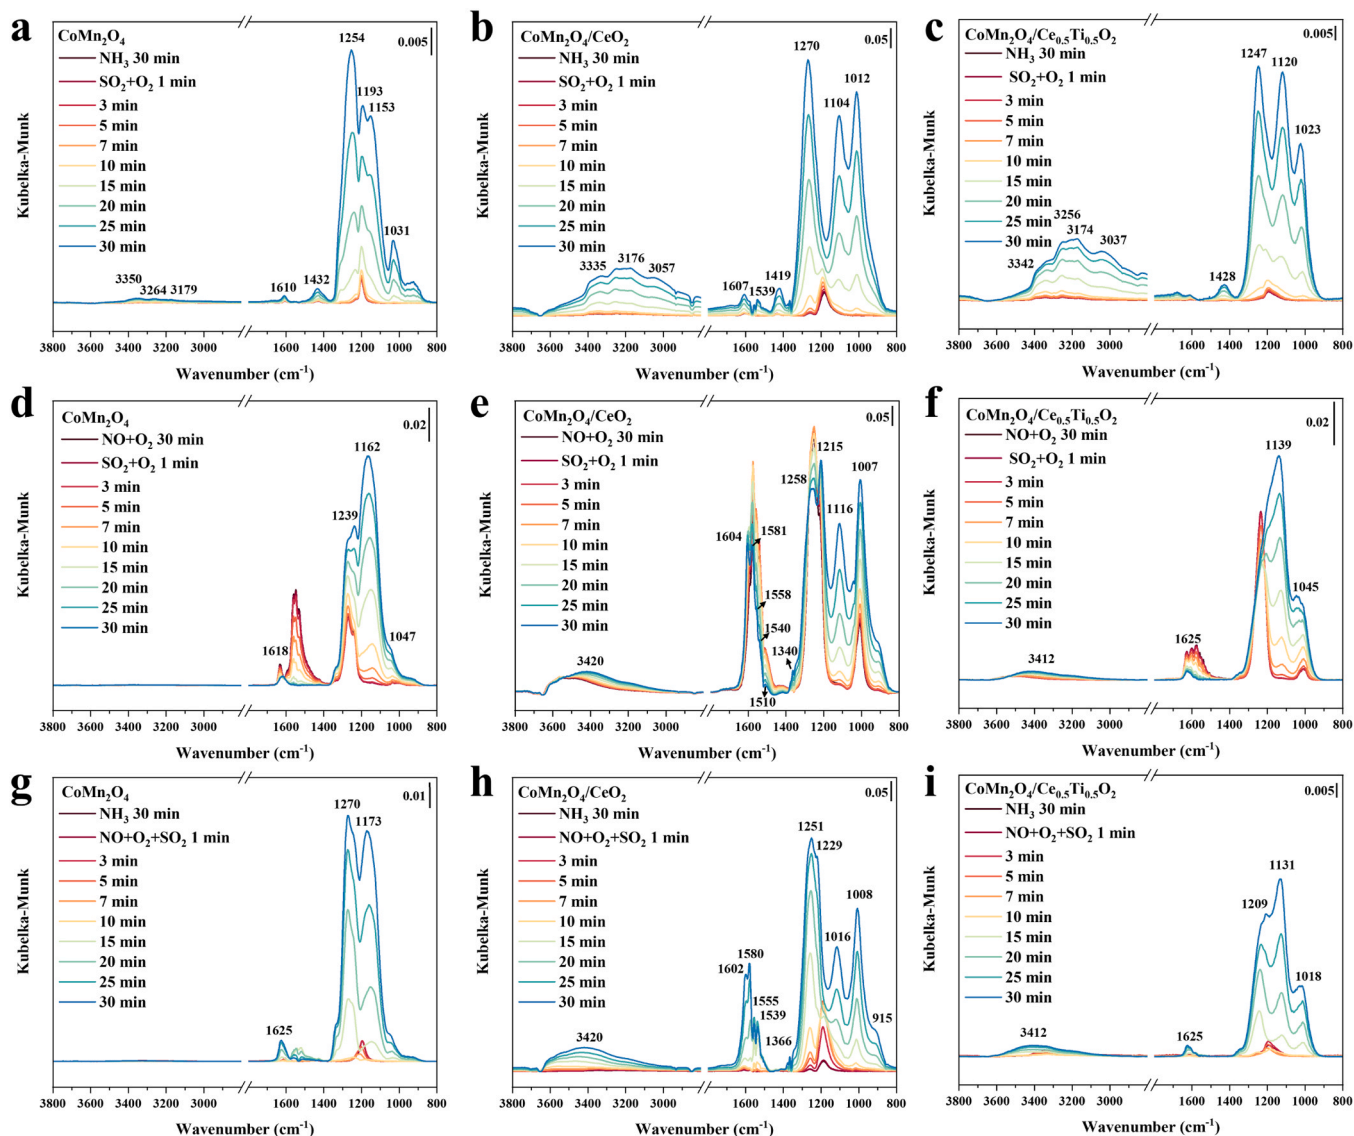 a
CoMn₂O₄
NH₃ 30 min
SO₂+O₂ 1 min
3 min
5 min
7 min
10 min
15 min
20 min
25 min
30 min
0.005
1254
1193
1153
1031
1432
1610
3350
3264 3179
Kubelka-Munk
3800 3600 3400 3200 3000 1600 1400 1200 1000 800
Wavenumber (cm⁻¹)
b
CoMn₂O₄/CeO₂
NH₃ 30 min
SO₂+O₂ 1 min
3 min
5 min
7 min
10 min
15 min
20 min
25 min
30 min
0.05
1270
1104
1012
1419
1607
1539
3335
3176
3057
Kubelka-Munk
3800 3600 3400 3200 3000 1600 1400 1200 1000 800
Wavenumber (cm⁻¹)
c
CoMn₂O₄/Ce₀.₅Ti₀.₅O₂
NH₃ 30 min
SO₂+O₂ 1 min
3 min
5 min
7 min
10 min
15 min
20 min
25 min
30 min
0.005
1247
1120
1023
1428
3342
3256
3174
3037
Kubelka-Munk
3800 3600 3400 3200 3000 1600 1400 1200 1000 800
Wavenumber (cm⁻¹)
d
CoMn₂O₄
NO+O₂ 30 min
SO₂+O₂ 1 min
3 min
5 min
7 min
10 min
15 min
20 min
25 min
30 min
0.02
1162
1239
1047
1618
Kubelka-Munk
3800 3600 3400 3200 3000 1600 1400 1200 1000 800
Wavenumber (cm⁻¹)
e
CoMn₂O₄/CeO₂
NO+O₂ 30 min
SO₂+O₂ 1 min
3 min
5 min
7 min
10 min
15 min
20 min
25 min
30 min
0.05
1215
1258
1007
1116
1604
1581
1558
1540
1340
1510
3420
Kubelka-Munk
3800 3600 3400 3200 3000 1600 1400 1200 1000 800
Wavenumber (cm⁻¹)
f
CoMn₂O₄/Ce₀.₅Ti₀.₅O₂
NO+O₂ 30 min
SO₂+O₂ 1 min
3 min
5 min
7 min
10 min
15 min
20 min
25 min
30 min
0.02
1139
1045
1625
3412
Kubelka-Munk
3800 3600 3400 3200 3000 1600 1400 1200 1000 800
Wavenumber (cm⁻¹)
g
CoMn₂O₄
NH₃ 30 min
NO+O₂+SO₂ 1 min
3 min
5 min
7 min
10 min
15 min
20 min
25 min
30 min
0.01
1270
1173
1625
Kubelka-Munk
3800 3600 3400 3200 3000 1600 1400 1200 1000 800
Wavenumber (cm⁻¹)
h
CoMn₂O₄/CeO₂
NH₃ 30 min
NO+O₂+SO₂ 1 min
3 min
5 min
7 min
10 min
15 min
20 min
25 min
30 min
0.05
1251
1229
1008
1016
1580
1602
1555
1539
1366
915
3420
Kubelka-Munk
3800 3600 3400 3200 3000 1600 1400 1200 1000 800
Wavenumber (cm⁻¹)
i
CoMn₂O₄/Ce₀.₅Ti₀.₅O₂
NH₃ 30 min
NO+O₂+SO₂ 1 min
3 min
5 min
7 min
10 min
15 min
20 min
25 min
30 min
0.005
1131
1209
1018
1625
3412
Kubelka-Munk
3800 3600 3400 3200 3000 1600 1400 1200 1000 800
Wavenumber (cm⁻¹)